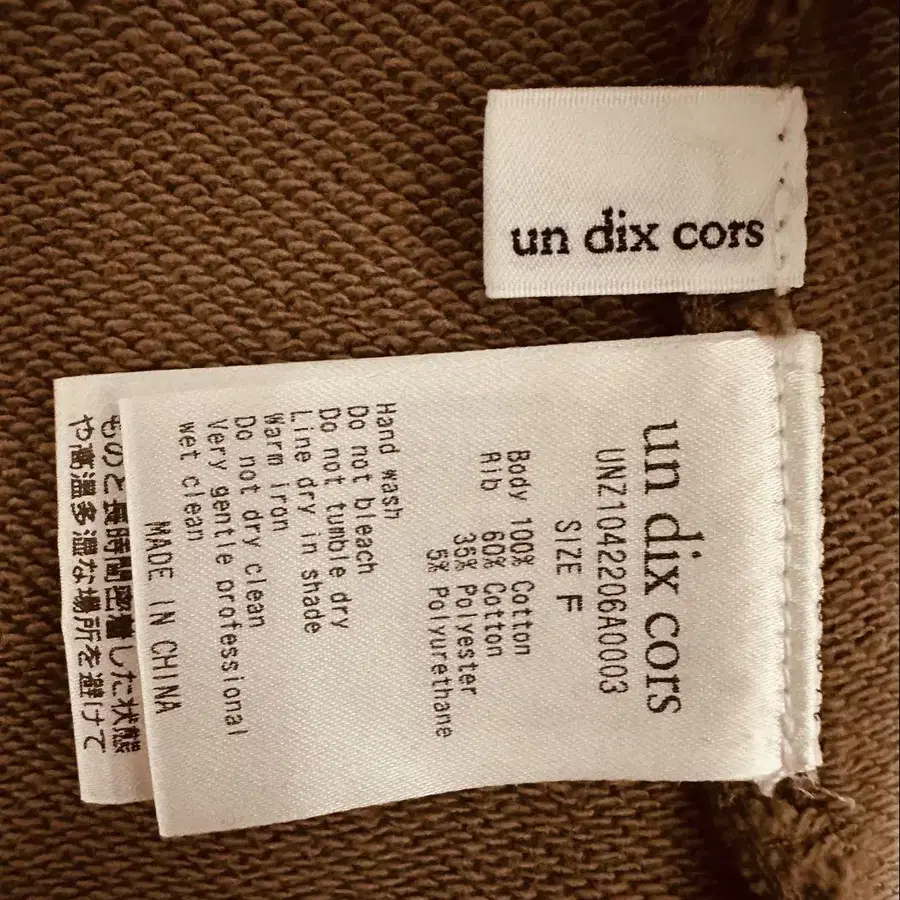 un dix cors
un dix cors
UNZ1042206A0003
SIZE F
Body 100% Cotton
Rib 60% Cotton
35% Polyester
5% Polyurethane
Hand wash
Do not bleach
Do not tumble dry
Line dry in shade
Warm iron
Do not dry clean
Very gentle professional
wet clean
MADE IN CHINA
ものと長時間密着した状態
や高温多湿な場所を避けて